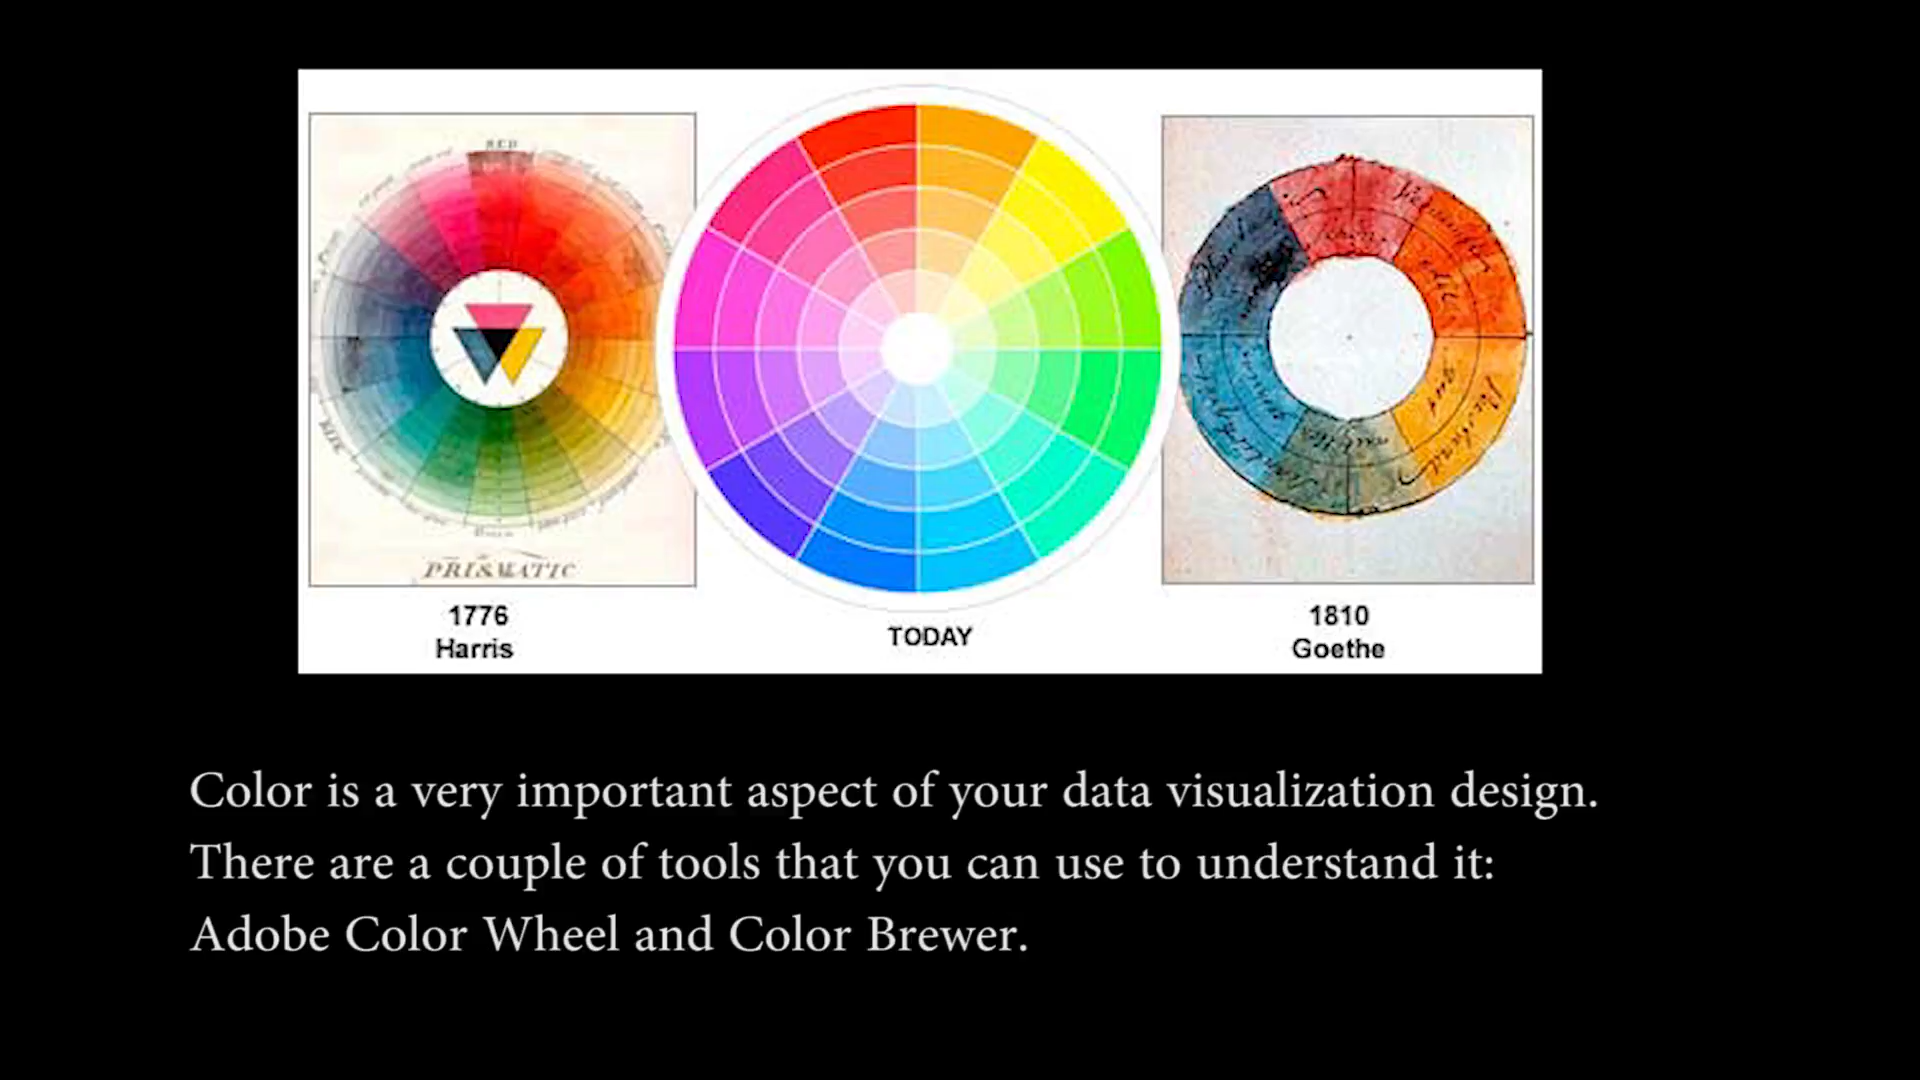 RED
PRISMATIC
1776
Harris
TODAY
1810
Goethe
Color is a very important aspect of your data visualization design.
There are a couple of tools that you can use to understand it:
Adobe Color Wheel and Color Brewer.